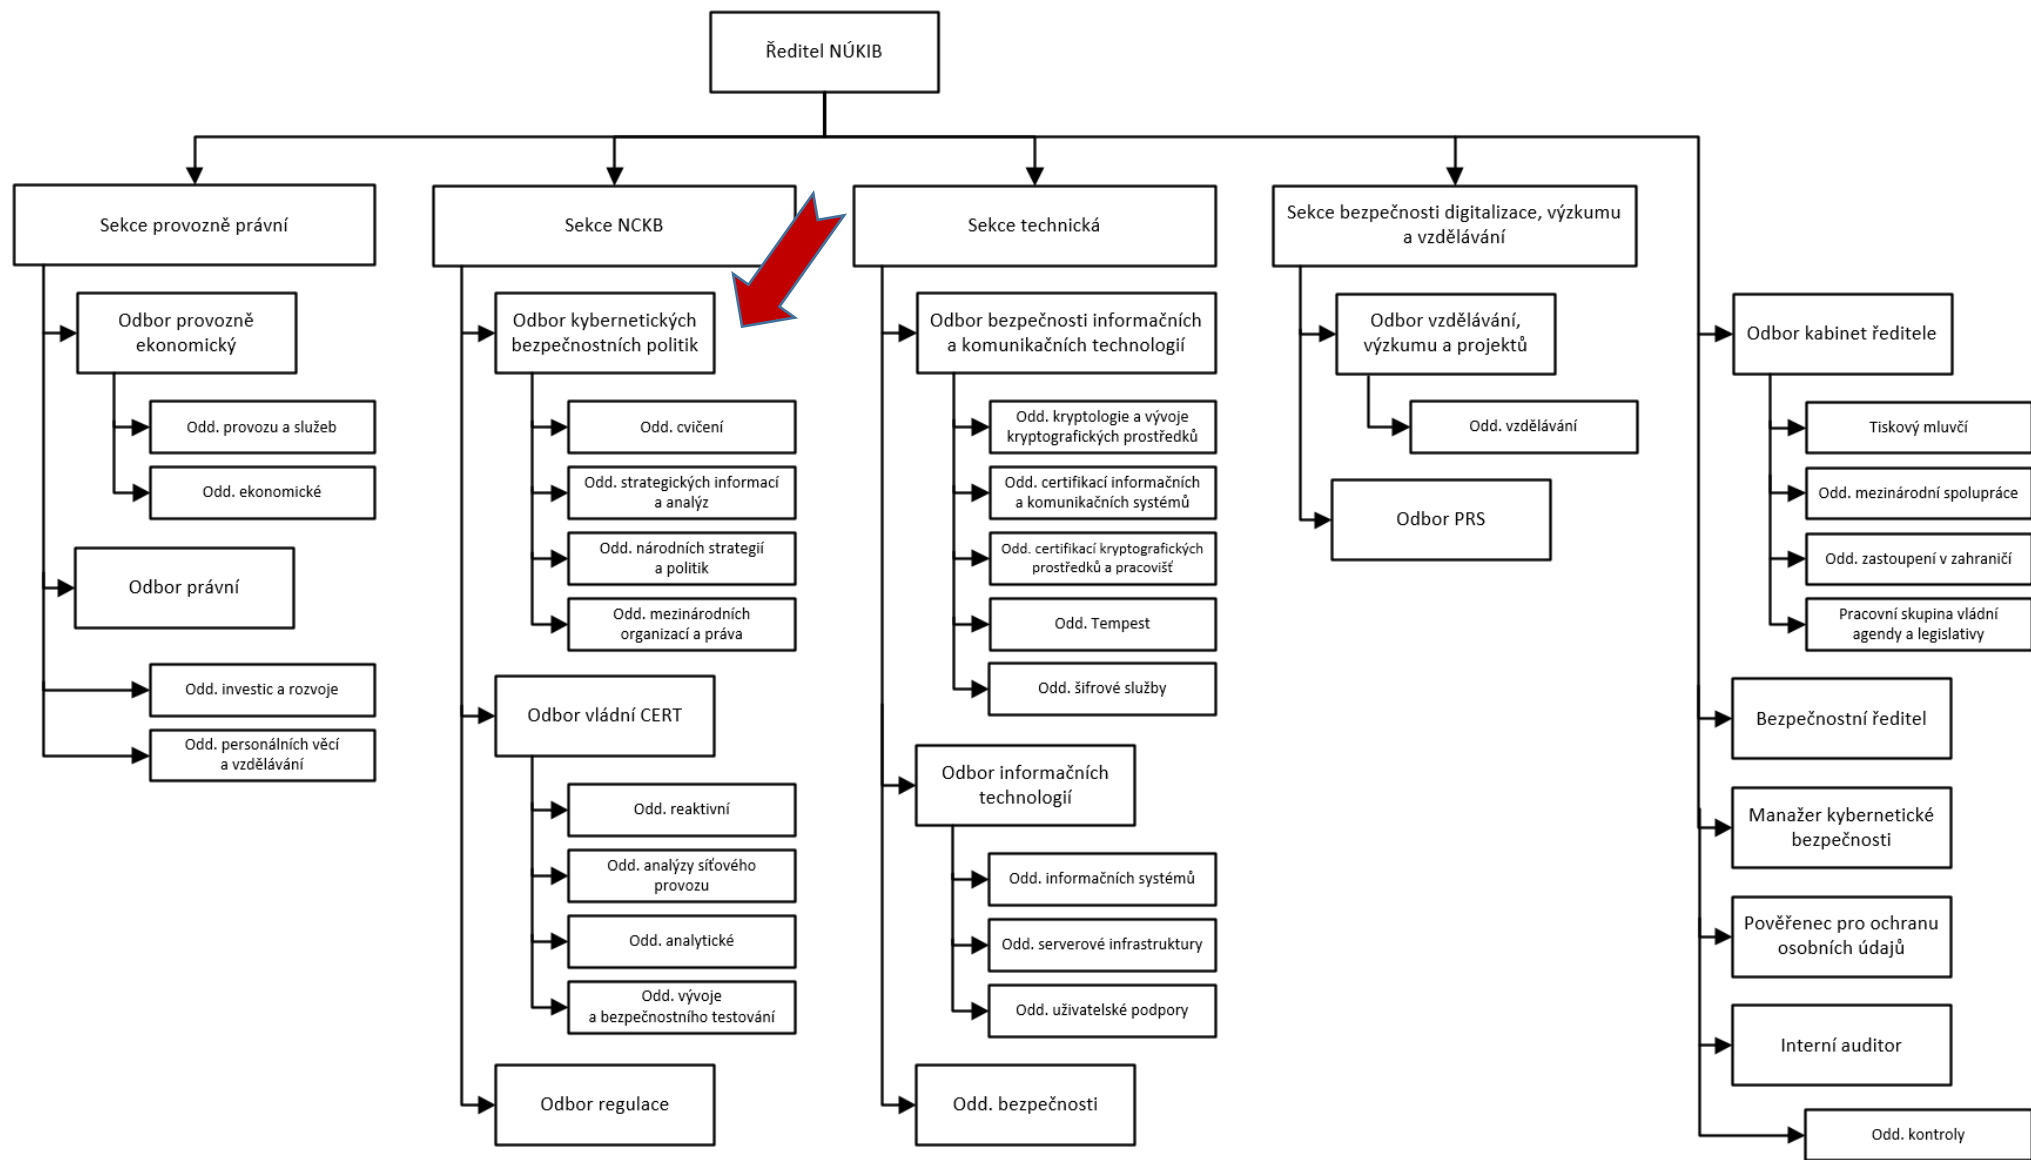 Ředitel NÚKIB
Sekce provozně právní
Odbor provozně
ekonomický
Odd. provozu a služeb
Odd. ekonomické
Odbor právní
Odd. investic a rozvoje
Odd. personálních věcí
a vzdělávání
Sekce NCKB
Odbor kybernetických
bezpečnostních politik
Odd. cvičení
Odd. strategických informací
a analýz
Odd. národních strategií
a politik
Odd. mezinárodních
organizací a práva
Odbor vládní CERT
Odd. reaktivní
Odd. analýzy síťového
provozu
Odd. analytické
Odd. vývoje
a bezpečnostního testování
Odbor regulace
Sekce technická
Odbor bezpečnosti informačních
a komunikačních technologií
Odd. kryptologie a vývoje
kryptografických prostředků
Odd. certifikací informačních
a komunikačních systémů
Odd. certifikací kryptografických
prostředků a pracovišť
Odd. Tempest
Odd. šifrové služby
Odbor informačních
technologií
Odd. informačních systémů
Odd. serverové infrastruktury
Odd. uživatelské podpory
Odd. bezpečnosti
Sekce bezpečnosti digitalizace, výzkumu
a vzdělávání
Odbor vzdělávání,
výzkumu a projektů
Odd. vzdělávání
Odbor PRS
Odbor kabinet ředitele
Tiskový mluvčí
Odd. mezinárodní spolupráce
Odd. zastoupení v zahraničí
Pracovní skupina vládní
agendy a legislativy
Bezpečnostní ředitel
Manažer kybernetické
bezpečnosti
Pověřenec pro ochranu
osobních údajů
Interní auditor
Odd. kontroly